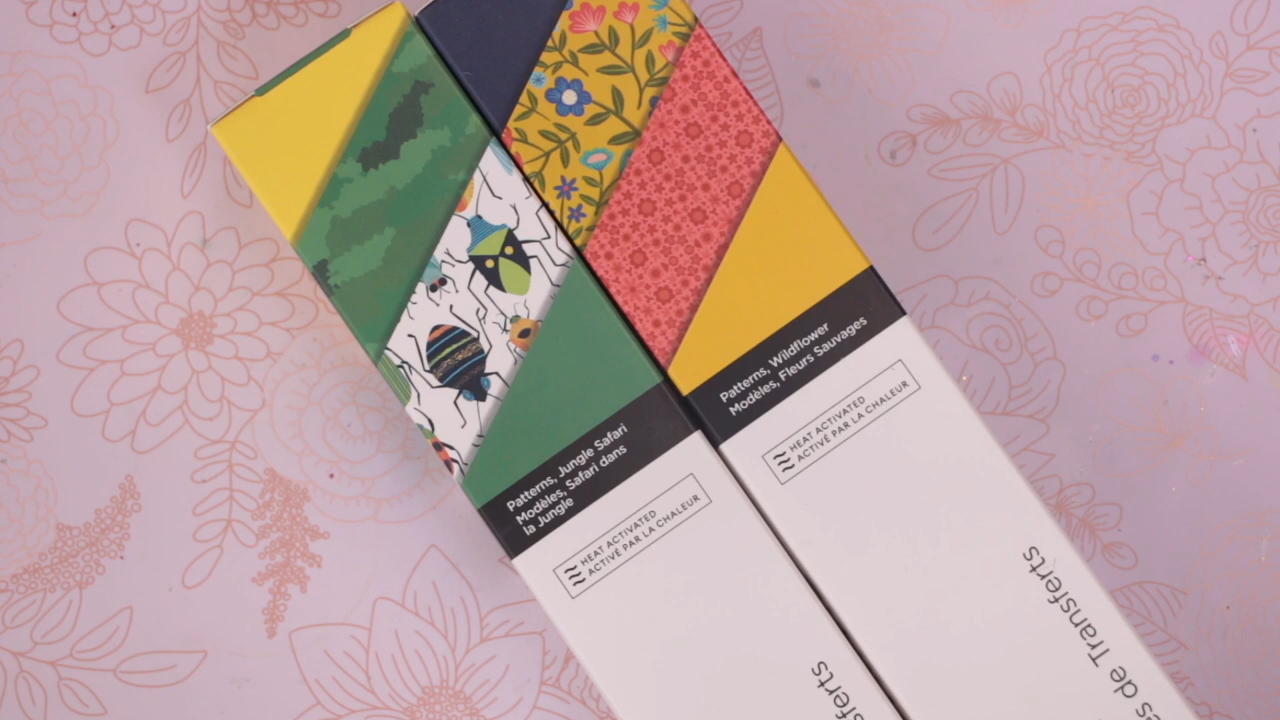 Patterns, Jungle Safari
Modèles, Safari dans
la Jungle
HEAT ACTIVATED
ACTIVÉ PAR LA CHALEUR
Patterns, Wildflower
Modèles, Fleurs Sauvages
HEAT ACTIVATED
ACTIVÉ PAR LA CHALEUR
de Transferts